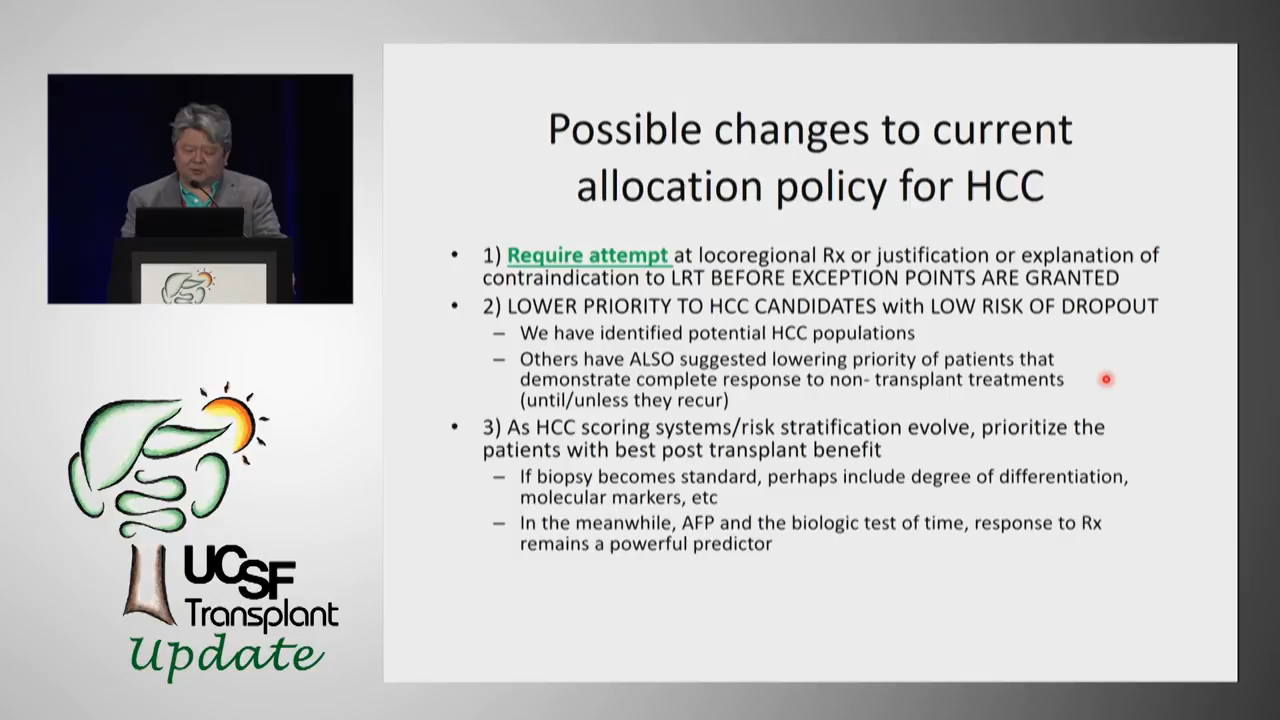 Possible changes to current
allocation policy for HCC
• 1) Require attempt at locoregional Rx or justification or explanation of
contraindication to LRT BEFORE EXCEPTION POINTS ARE GRANTED
• 2) LOWER PRIORITY TO HCC CANDIDATES with LOW RISK OF DROPOUT
– We have identified potential HCC populations
– Others have ALSO suggested lowering priority of patients that
demonstrate complete response to non- transplant treatments
(until/unless they recur)
• 3) As HCC scoring systems/risk stratification evolve, prioritize the
patients with best post transplant benefit
– If biopsy becomes standard, perhaps include degree of differentiation,
molecular markers, etc
– In the meanwhile, AFP and the biologic test of time, response to Rx
remains a powerful predictor
UCSF
Transplant
Update